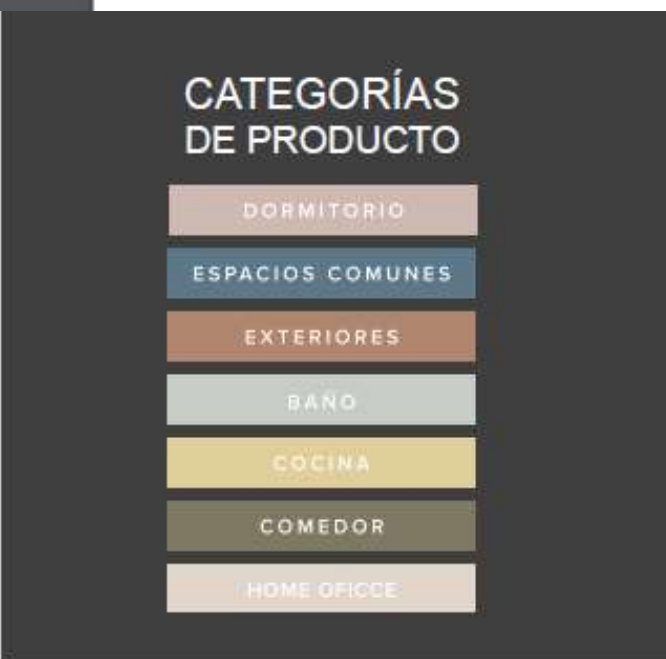 CATEGORÍAS
DE PRODUCTO
DORMITORIO
ESPACIOS COMUNES
EXTERIORES
BAÑO
COCINA
COMEDOR
HOME OFICCE